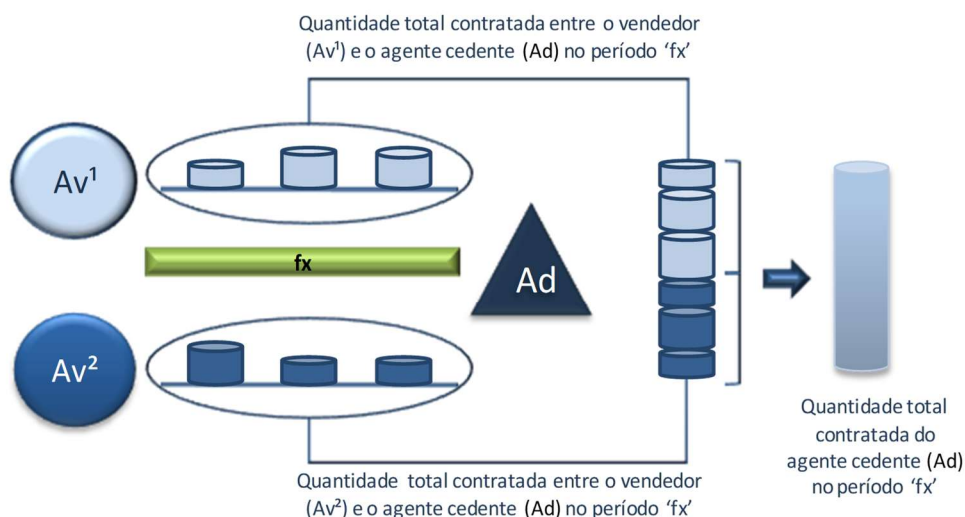 Quantidade total contratada entre o vendedor
(Av¹) e o agente cedente (Ad) no período ‘fx’
Av¹
fx
Ad
Av²
Quantidade total
contratada do
agente cedente (Ad)
no período ‘fx’
Quantidade total contratada entre o vendedor
(Av²) e o agente cedente (Ad) no período ‘fx’